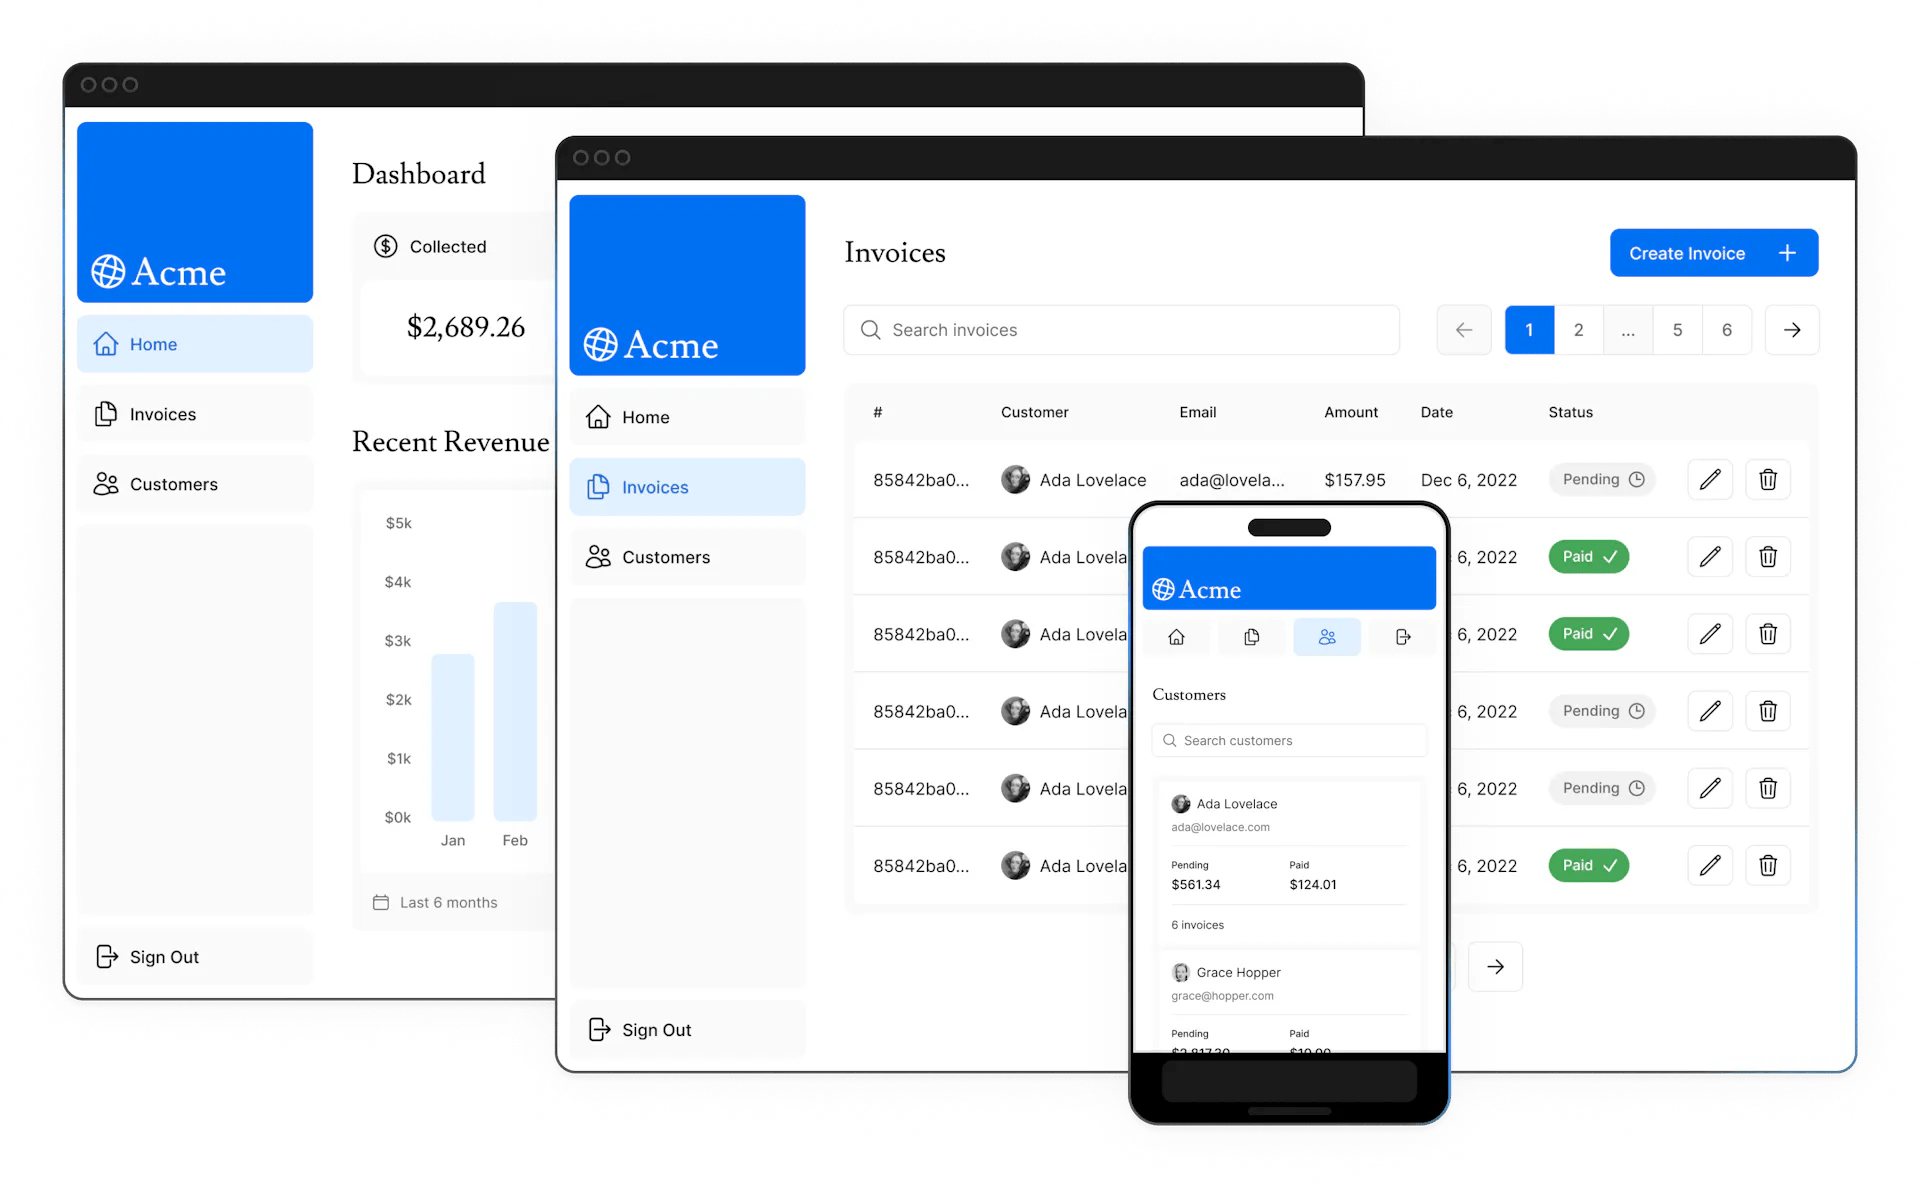 Dashboard
Acme
Home
Invoices
Customers
Sign Out
Collected
$2,689.26
Recent Revenue
$5k
$4k
$3k
$2k
$1k
$0k
Jan Feb
Last 6 months
Acme
Home
Invoices
Customers
Sign Out
Invoices
Create Invoice
Search invoices
1 2 ... 5 6
# Customer Email Amount Date Status
85842ba0... Ada Lovelace ada@lovela... $157.95 Dec 6, 2022 Pending
85842ba0... Ada Lovela 6, 2022 Paid
85842ba0... Ada Lovela 6, 2022 Paid
85842ba0... Ada Lovela 6, 2022 Pending
85842ba0... Ada Lovela 6, 2022 Pending
85842ba0... Ada Lovela 6, 2022 Paid
Acme
Customers
Search customers
Ada Lovelace
ada@lovelace.com
Pending Paid
$561.34 $124.01
6 invoices
Grace Hopper
grace@hopper.com
Pending Paid